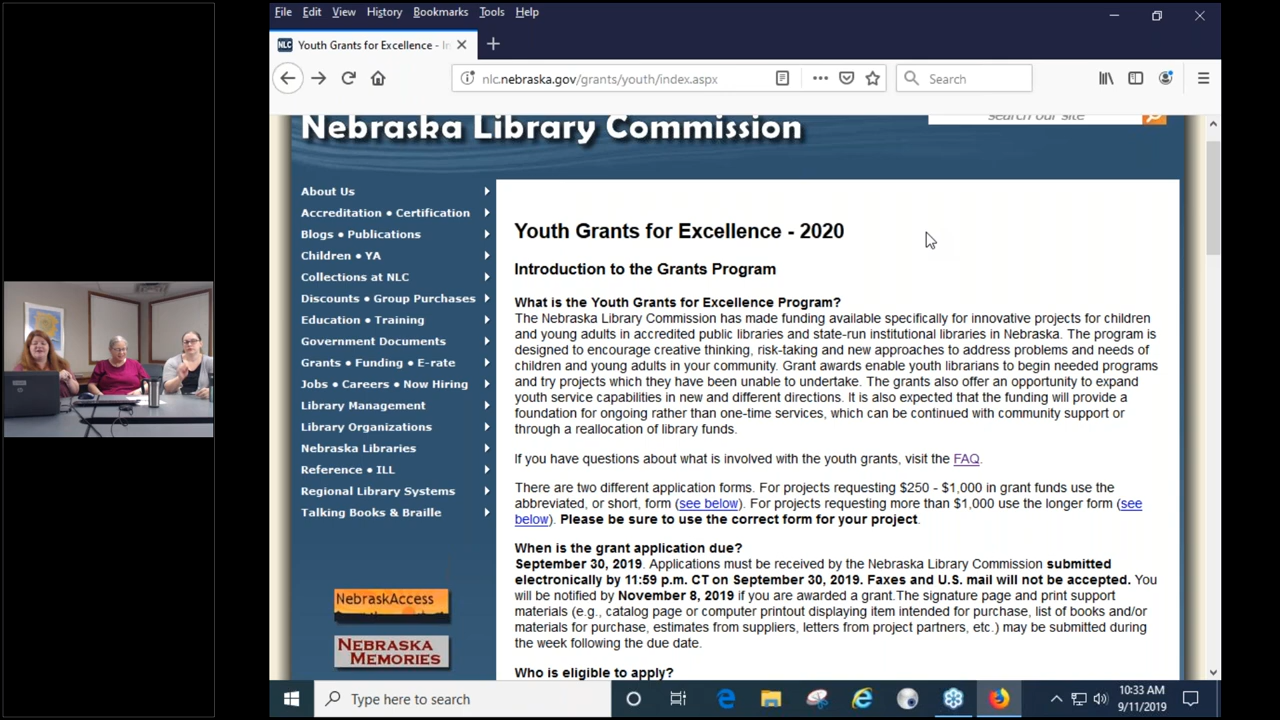 File Edit View History Bookmarks Tools Help
NLC Youth Grants for Excellence - In
nlc.nebraska.gov/grants/youth/index.aspx
Search
Nebraska Library Commission
search our site
About Us
Accreditation • Certification
Blogs • Publications
Children • YA
Collections at NLC
Discounts • Group Purchases
Education • Training
Government Documents
Grants • Funding • E-rate
Jobs • Careers • Now Hiring
Library Management
Library Organizations
Nebraska Libraries
Reference • ILL
Regional Library Systems
Talking Books & Braille
NebraskAccess
NEBRASKA
MEMORIES
Youth Grants for Excellence - 2020
Introduction to the Grants Program
What is the Youth Grants for Excellence Program?
The Nebraska Library Commission has made funding available specifically for innovative projects for children
and young adults in accredited public libraries and state-run institutional libraries in Nebraska. The program is
designed to encourage creative thinking, risk-taking and new approaches to address problems and needs of
children and young adults in your community. Grant awards enable youth librarians to begin needed programs
and try projects which they have been unable to undertake. The grants also offer an opportunity to expand
youth service capabilities in new and different directions. It is also expected that the funding will provide a
foundation for ongoing rather than one-time services, which can be continued with community support or
through a reallocation of library funds.
If you have questions about what is involved with the youth grants, visit the FAQ.
There are two different application forms. For projects requesting $250 - $1,000 in grant funds use the
abbreviated, or short, form (see below). For projects requesting more than $1,000 use the longer form (see
below). Please be sure to use the correct form for your project.
When is the grant application due?
September 30, 2019. Applications must be received by the Nebraska Library Commission submitted
electronically by 11:59 p.m. CT on September 30, 2019. Faxes and U.S. mail will not be accepted. You
will be notified by November 8, 2019 if you are awarded a grant.The signature page and print support
materials (e.g., catalog page or computer printout displaying item intended for purchase, list of books and/or
materials for purchase, estimates from suppliers, letters from project partners, etc.) may be submitted during
the week following the due date.
Who is eligible to apply?
Type here to search
10:33 AM
9/11/2019